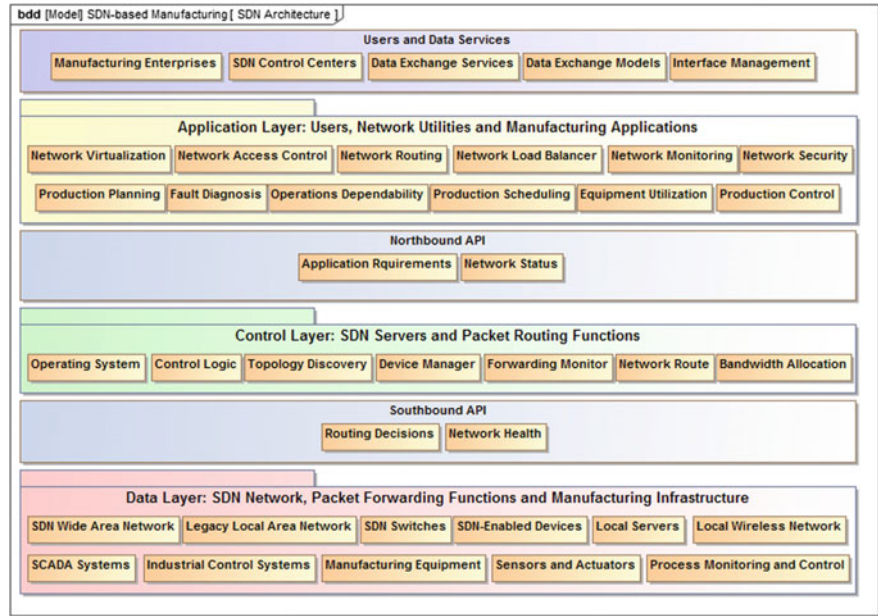 bdd [Model] SDN-based Manufacturing [ SDN Architecture ]
Users and Data Services
Manufacturing Enterprises SDN Control Centers Data Exchange Services Data Exchange Models Interface Management
Application Layer: Users, Network Utilities and Manufacturing Applications
Network Virtualization Network Access Control Network Routing Network Load Balancer Network Monitoring Network Security
Production Planning Fault Diagnosis Operations Dependability Production Scheduling Equipment Utilization Production Control
Northbound API
Application Rquirements Network Status
Control Layer: SDN Servers and Packet Routing Functions
Operating System Control Logic Topology Discovery Device Manager Forwarding Monitor Network Route Bandwidth Allocation
Southbound API
Routing Decisions Network Health
Data Layer: SDN Network, Packet Forwarding Functions and Manufacturing Infrastructure
SDN Wide Area Network Legacy Local Area Network SDN Switches SDN-Enabled Devices Local Servers Local Wireless Network
SCADA Systems Industrial Control Systems Manufacturing Equipment Sensors and Actuators Process Monitoring and Control